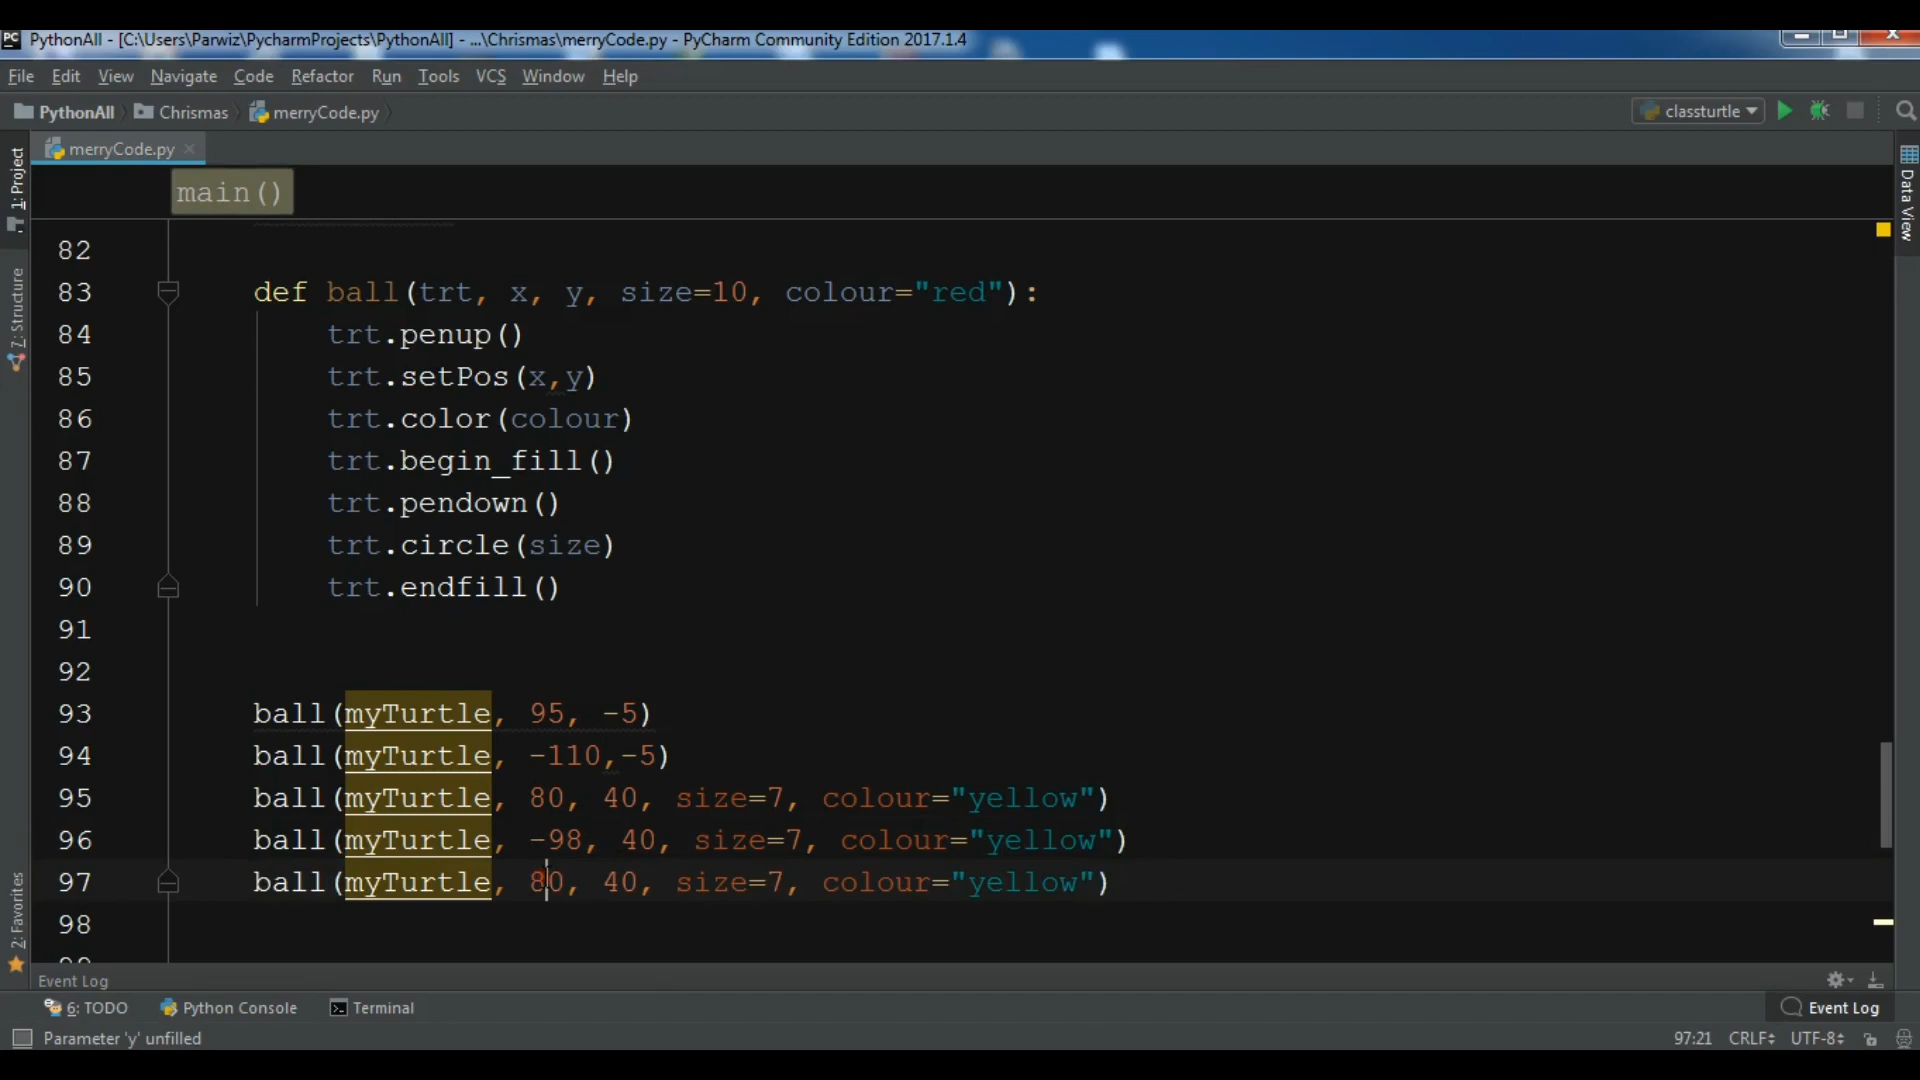 PC PythonAll - [C:\Users\Parwiz\PycharmProjects\PythonAll] - ...\Chrismas\merryCode.py - PyCharm Community Edition 2017.1.4
File Edit View Navigate Code Refactor Run Tools VCS Window Help
PythonAll Chrismas merryCode.py classturtle
1: Project
merryCode.py
Data View
main()
82
83 def ball(trt, x, y, size=10, colour="red"):
84 trt.penup()
85 trt.setPos(x,y)
86 trt.color(colour)
87 trt.begin_fill()
88 trt.pendown()
89 trt.circle(size)
90 trt.endfill()
91
92
93 ball(myTurtle, 95, -5)
94 ball(myTurtle, -110,-5)
95 ball(myTurtle, 80, 40, size=7, colour="yellow")
96 ball(myTurtle, -98, 40, size=7, colour="yellow")
97 ball(myTurtle, 80, 40, size=7, colour="yellow")
98
7: Structure
2: Favorites
Event Log
6: TODO Python Console Terminal Event Log
Parameter 'y' unfilled 97:21 CRLF UTF-8